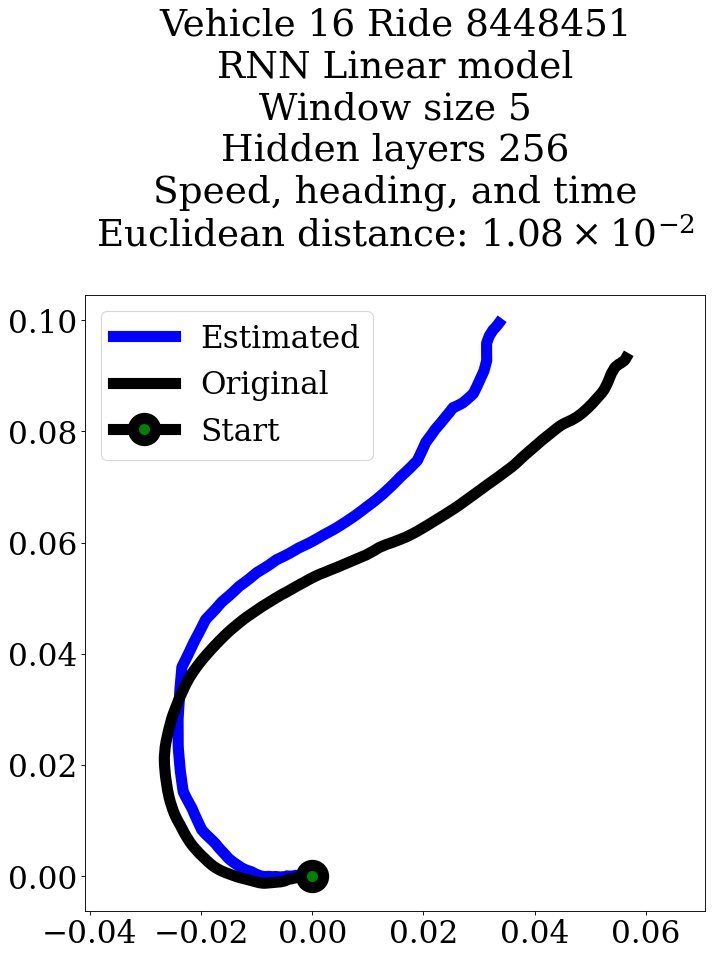 Vehicle 16 Ride 8448451
RNN Linear model
Window size 5
Hidden layers 256
Speed, heading, and time
Euclidean distance: 1.08 × 10⁻²
Estimated
Original
Start
0.10
0.08
0.06
0.04
0.02
0.00
−0.04 −0.02 0.00 0.02 0.04 0.06